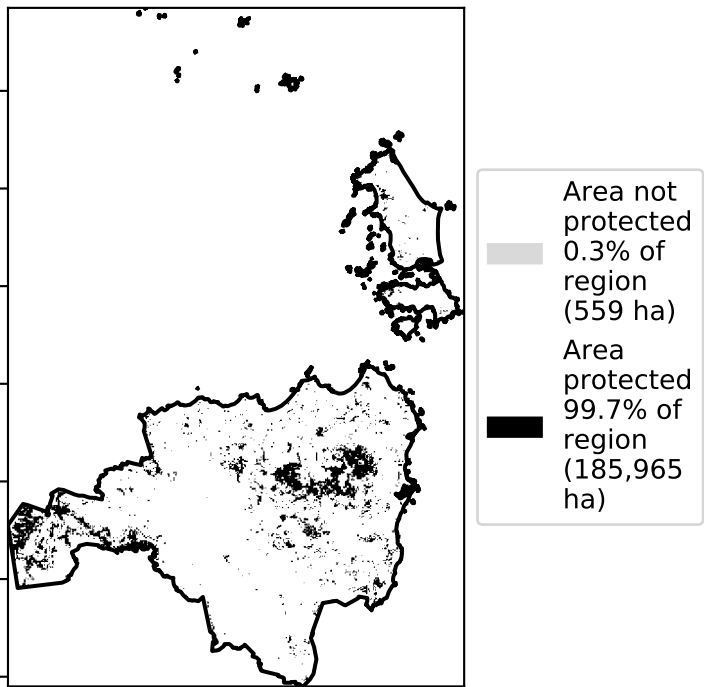 Area not
protected
0.3% of
region
(559 ha)
Area
protected
99.7% of
region
(185,965
ha)